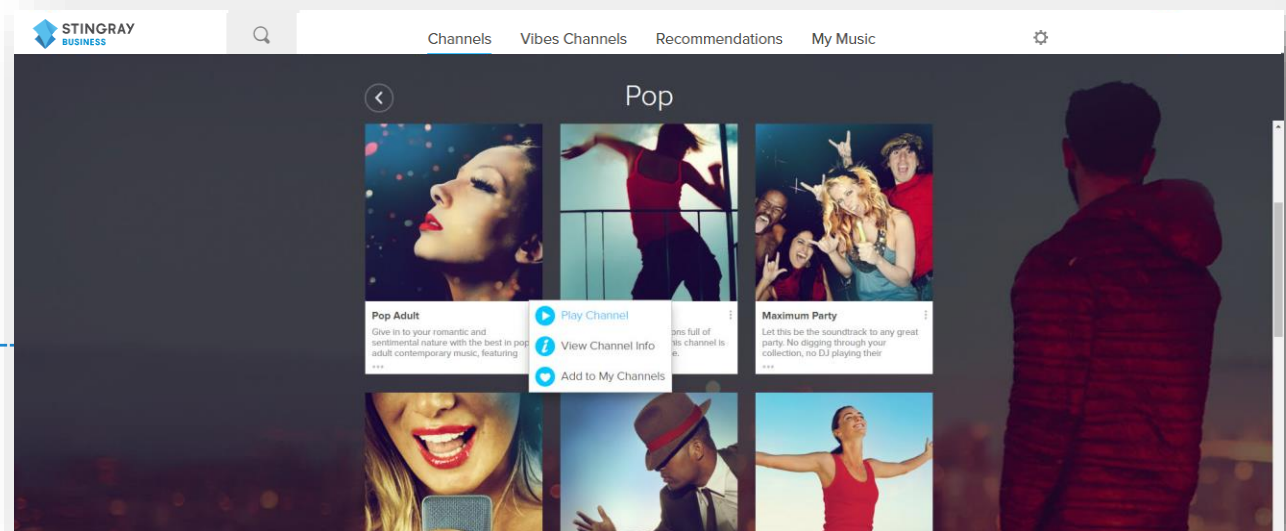 STINGRAY
BUSINESS
Channels Vibes Channels Recommendations My Music
Pop
Pop Adult
Give in to your romantic and
sentimental nature with the best in pop
adult contemporary music, featuring
...
Play Channel
View Channel Info
Add to My Channels
ons full of
his channel is
e.
Maximum Party
Let this be the soundtrack to any great
party. No digging through your
collection, no DJ playing their
...